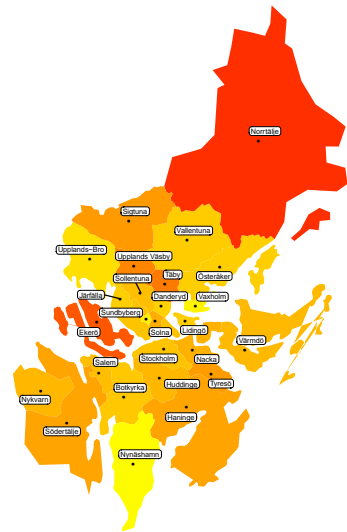 Norrtälje
Sigtuna
Vallentuna
Upplands−Bro
Upplands Väsby
Sollentuna
Täby
Österåker
Järfälla
Danderyd
Vaxholm
Sundbyberg
Ekerö
Solna
Lidingö
Värmdö
Salem
Stockholm
Nacka
Nykvarn
Botkyrka
Huddinge
Tyresö
Södertälje
Haninge
Nynäshamn